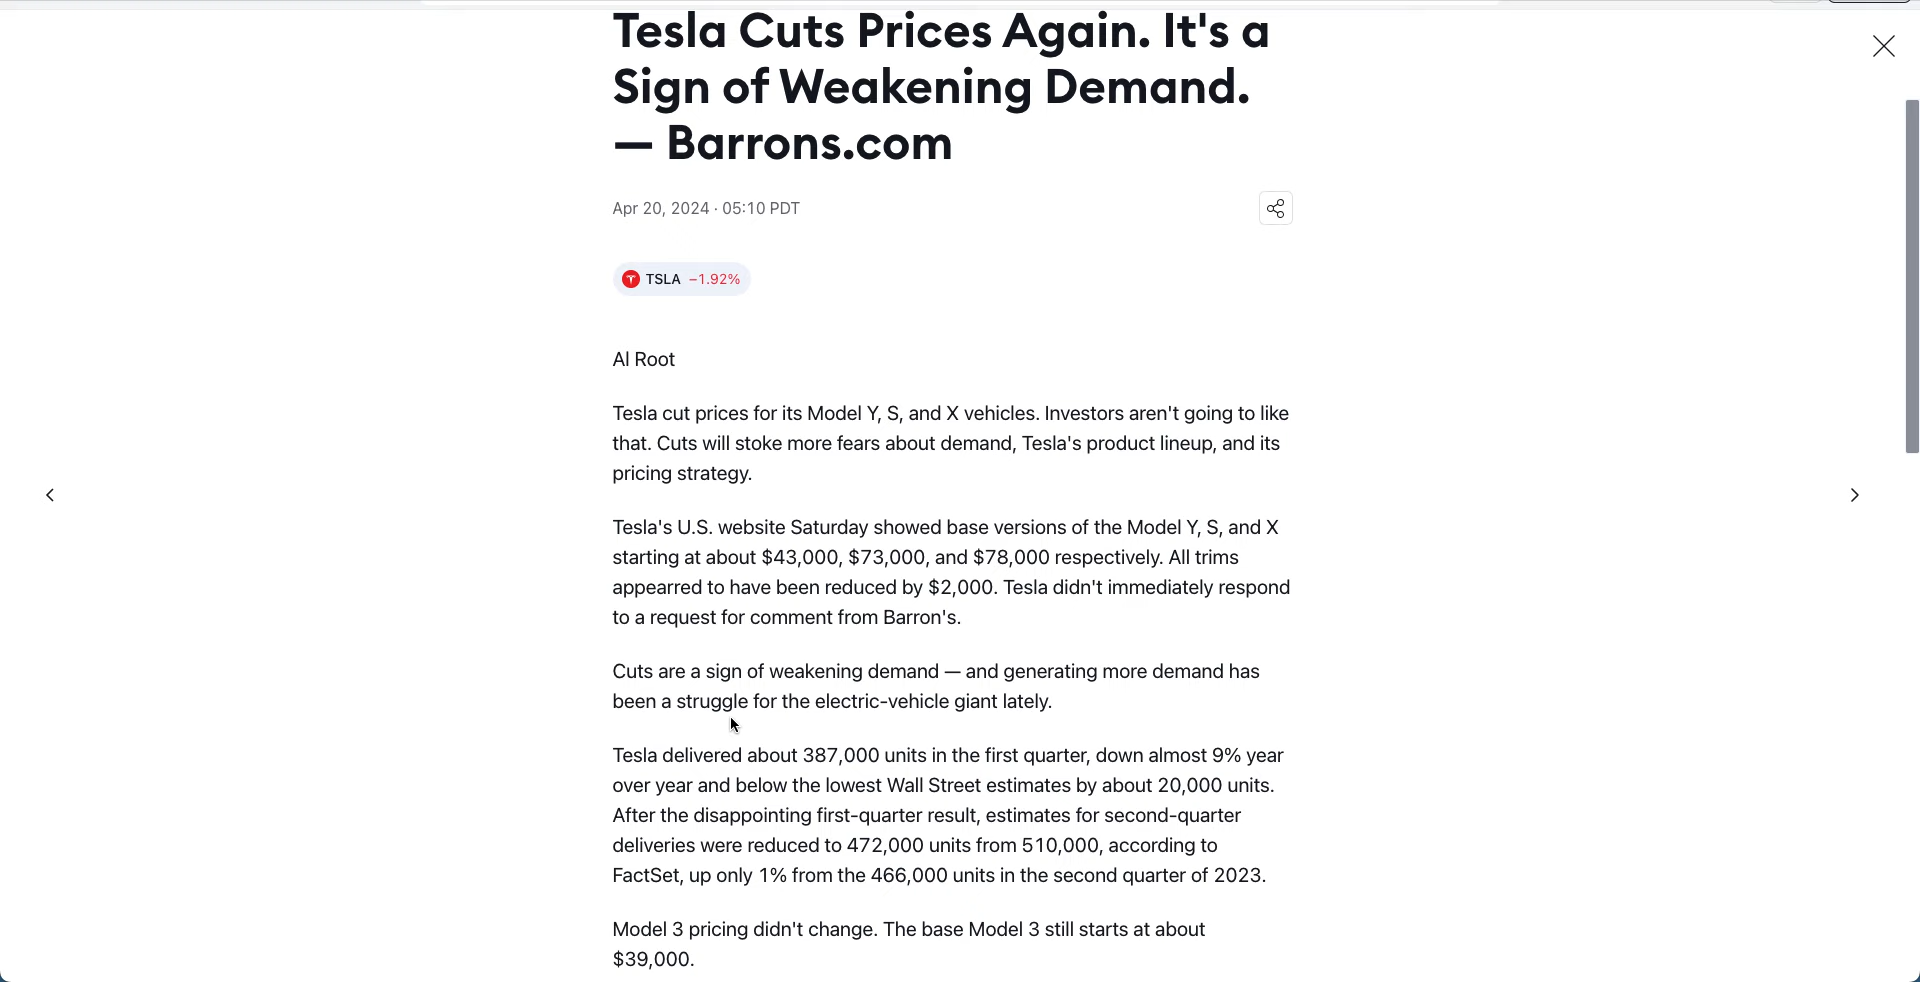 Tesla Cuts Prices Again. It's a
Sign of Weakening Demand.
— Barrons.com
Apr 20, 2024 · 05:10 PDT
TSLA −1.92%
Al Root
Tesla cut prices for its Model Y, S, and X vehicles. Investors aren't going to like
that. Cuts will stoke more fears about demand, Tesla's product lineup, and its
pricing strategy.
Tesla's U.S. website Saturday showed base versions of the Model Y, S, and X
starting at about $43,000, $73,000, and $78,000 respectively. All trims
appearred to have been reduced by $2,000. Tesla didn't immediately respond
to a request for comment from Barron's.
Cuts are a sign of weakening demand — and generating more demand has
been a struggle for the electric-vehicle giant lately.
Tesla delivered about 387,000 units in the first quarter, down almost 9% year
over year and below the lowest Wall Street estimates by about 20,000 units.
After the disappointing first-quarter result, estimates for second-quarter
deliveries were reduced to 472,000 units from 510,000, according to
FactSet, up only 1% from the 466,000 units in the second quarter of 2023.
Model 3 pricing didn't change. The base Model 3 still starts at about
$39,000.